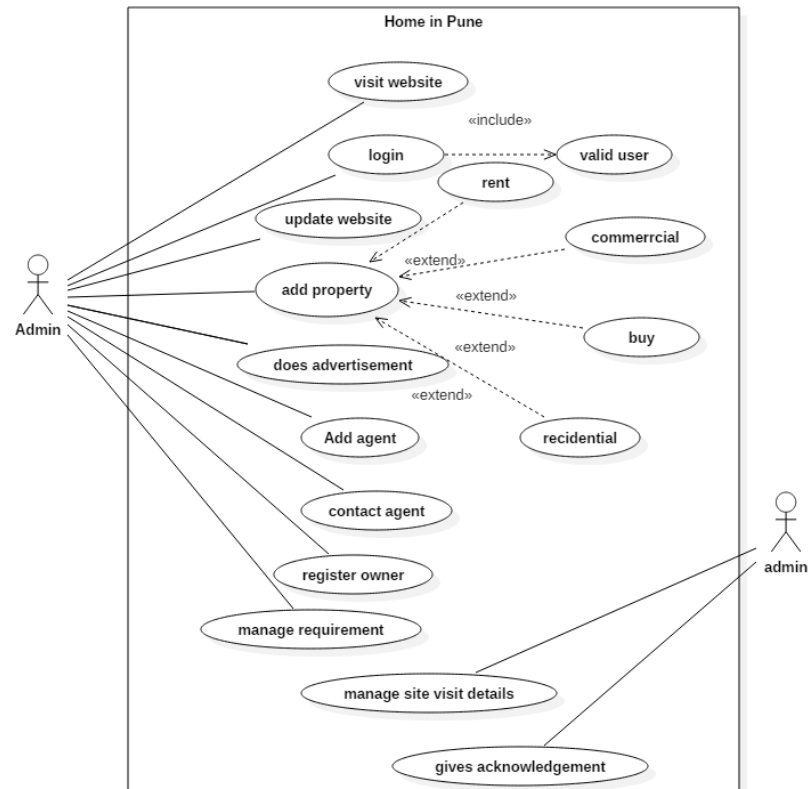 Home in Pune
visit website
«include»
login
valid user
rent
update website
commerrcial
«extend»
add property
«extend»
buy
«extend»
does advertisement
«extend»
Add agent
recidential
contact agent
register owner
manage requirement
manage site visit details
gives acknowledgement
Admin
admin